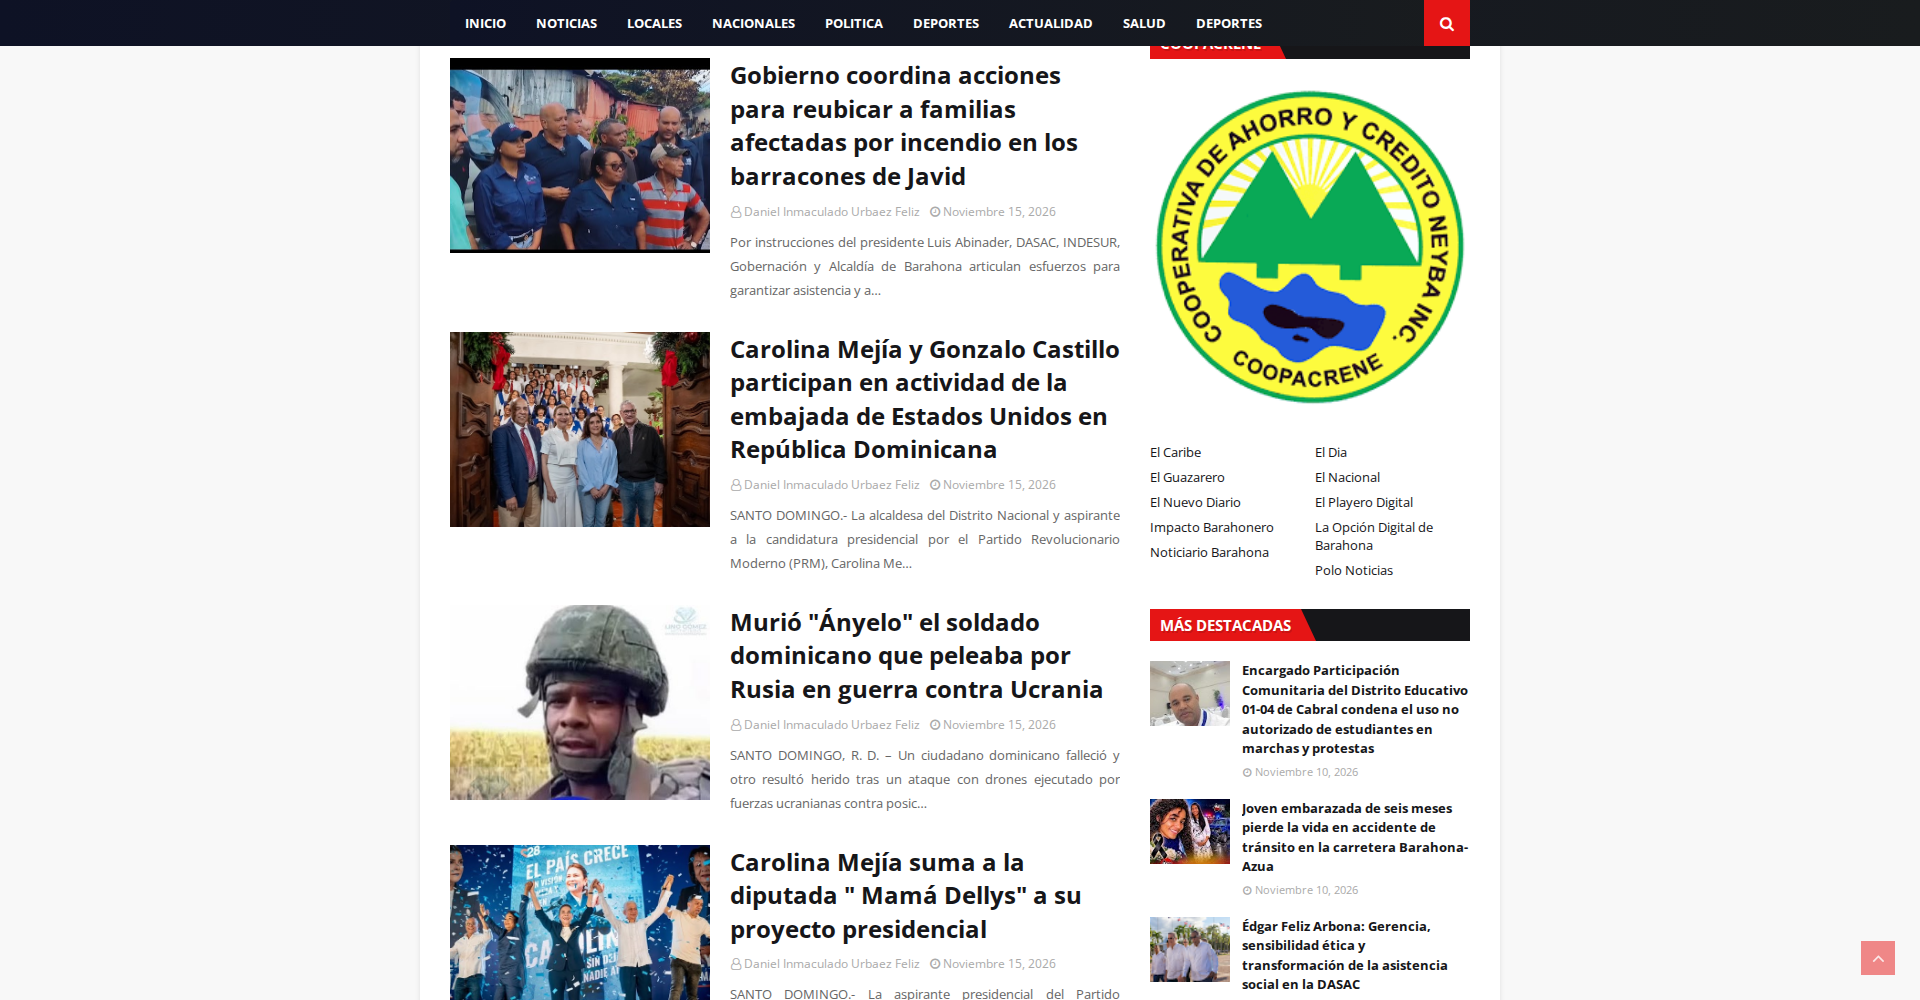 INICIO NOTICIAS LOCALES NACIONALES POLITICA DEPORTES ACTUALIDAD SALUD DEPORTES
Gobierno coordina acciones
para reubicar a familias
afectadas por incendio en los
barracones de Javid
Daniel Inmaculado Urbaez Feliz Noviembre 15, 2026
Por instrucciones del presidente Luis Abinader, DASAC, INDESUR,
Gobernación y Alcaldía de Barahona articulan esfuerzos para
garantizar asistencia y a...
Carolina Mejía y Gonzalo Castillo
participan en actividad de la
embajada de Estados Unidos en
República Dominicana
Daniel Inmaculado Urbaez Feliz Noviembre 15, 2026
SANTO DOMINGO.- La alcaldesa del Distrito Nacional y aspirante
a la candidatura presidencial por el Partido Revolucionario
Moderno (PRM), Carolina Me...
Murió "Ányelo" el soldado
dominicano que peleaba por
Rusia en guerra contra Ucrania
Daniel Inmaculado Urbaez Feliz Noviembre 15, 2026
SANTO DOMINGO, R. D. – Un ciudadano dominicano falleció y
otro resultó herido tras un ataque con drones ejecutado por
fuerzas ucranianas contra posic...
28
EL PAÍS CRECE
Carolina Mejía suma a la
diputada " Mamá Dellys" a su
proyecto presidencial
Daniel Inmaculado Urbaez Feliz Noviembre 15, 2026
SANTO DOMINGO.- La aspirante presidencial del Partido
COOPACRENE
COOPERATIVA DE AHORRO Y CREDITO NEYBA INC.
COOPACRENE
El Caribe
El Guazarero
El Nuevo Diario
Impacto Barahonero
Noticiario Barahona
El Dia
El Nacional
El Playero Digital
La Opción Digital de
Barahona
Polo Noticias
MÁS DESTACADAS
Encargado Participación
Comunitaria del Distrito Educativo
01-04 de Cabral condena el uso no
autorizado de estudiantes en
marchas y protestas
Noviembre 10, 2026
Joven embarazada de seis meses
pierde la vida en accidente de
tránsito en la carretera Barahona-
Azua
Noviembre 10, 2026
Édgar Feliz Arbona: Gerencia,
sensibilidad ética y
transformación de la asistencia
social en la DASAC